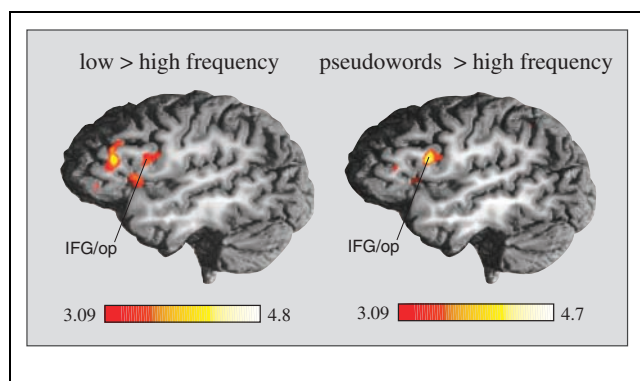 low > high frequency
pseudowords > high frequency
IFG/op
IFG/op
3.09
4.8
3.09
4.7